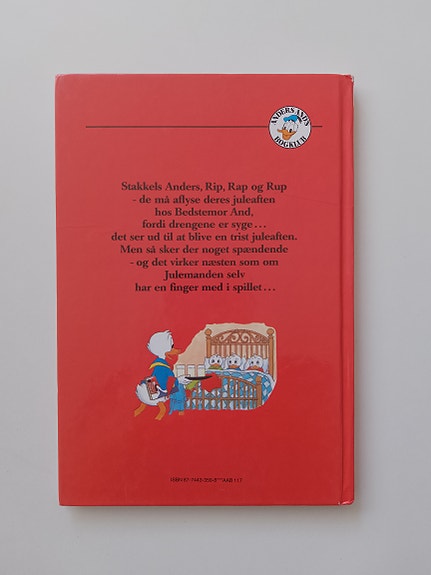 ANDERS AND'S
BOGKLUB
Stakkels Anders, Rip, Rap og Rup
- de må aflyse deres juleaften
hos Bedstemor And,
fordi drengene er syge...
det ser ud til at blive en trist juleaften.
Men så sker der noget spændende
- og det virker næsten som om
Julemanden selv
har en finger med i spillet...